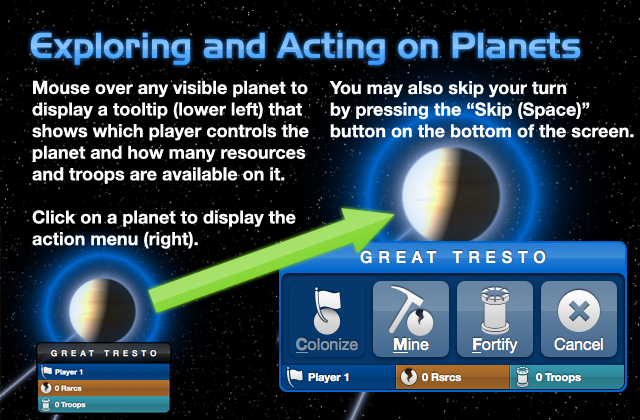 Exploring and Acting on Planets
Mouse over any visible planet to
display a tooltip (lower left) that
shows which player controls the
planet and how many resources
and troops are available on it.
Click on a planet to display the
action menu (right).
You may also skip your turn
by pressing the “Skip (Space)”
button on the bottom of the screen.
GREAT TRESTO
Player 1
0 Rsrcs
0 Troops
GREAT TRESTO
Colonize
Mine
Fortify
Cancel
Player 1
0 Rsrcs
0 Troops